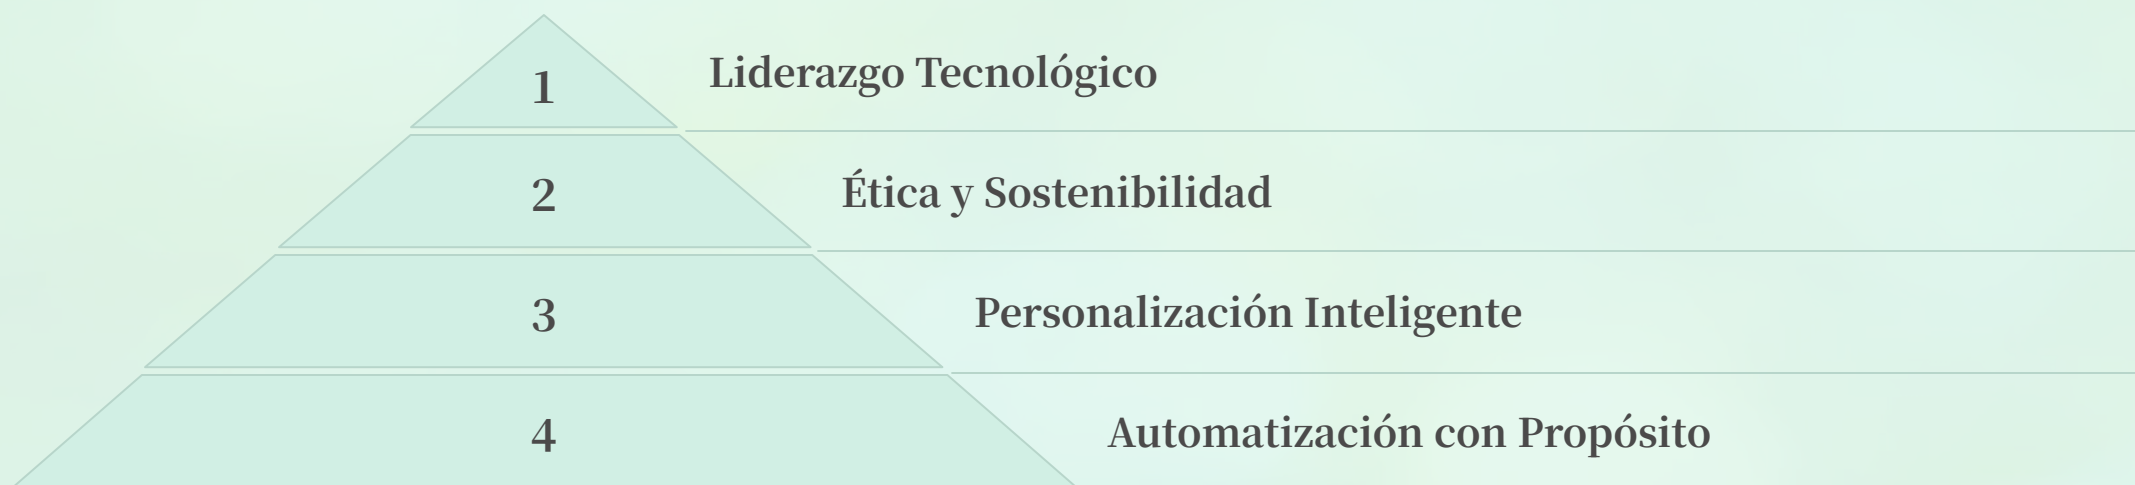 1
Liderazgo Tecnológico
2
Ética y Sostenibilidad
3
Personalización Inteligente
4
Automatización con Propósito